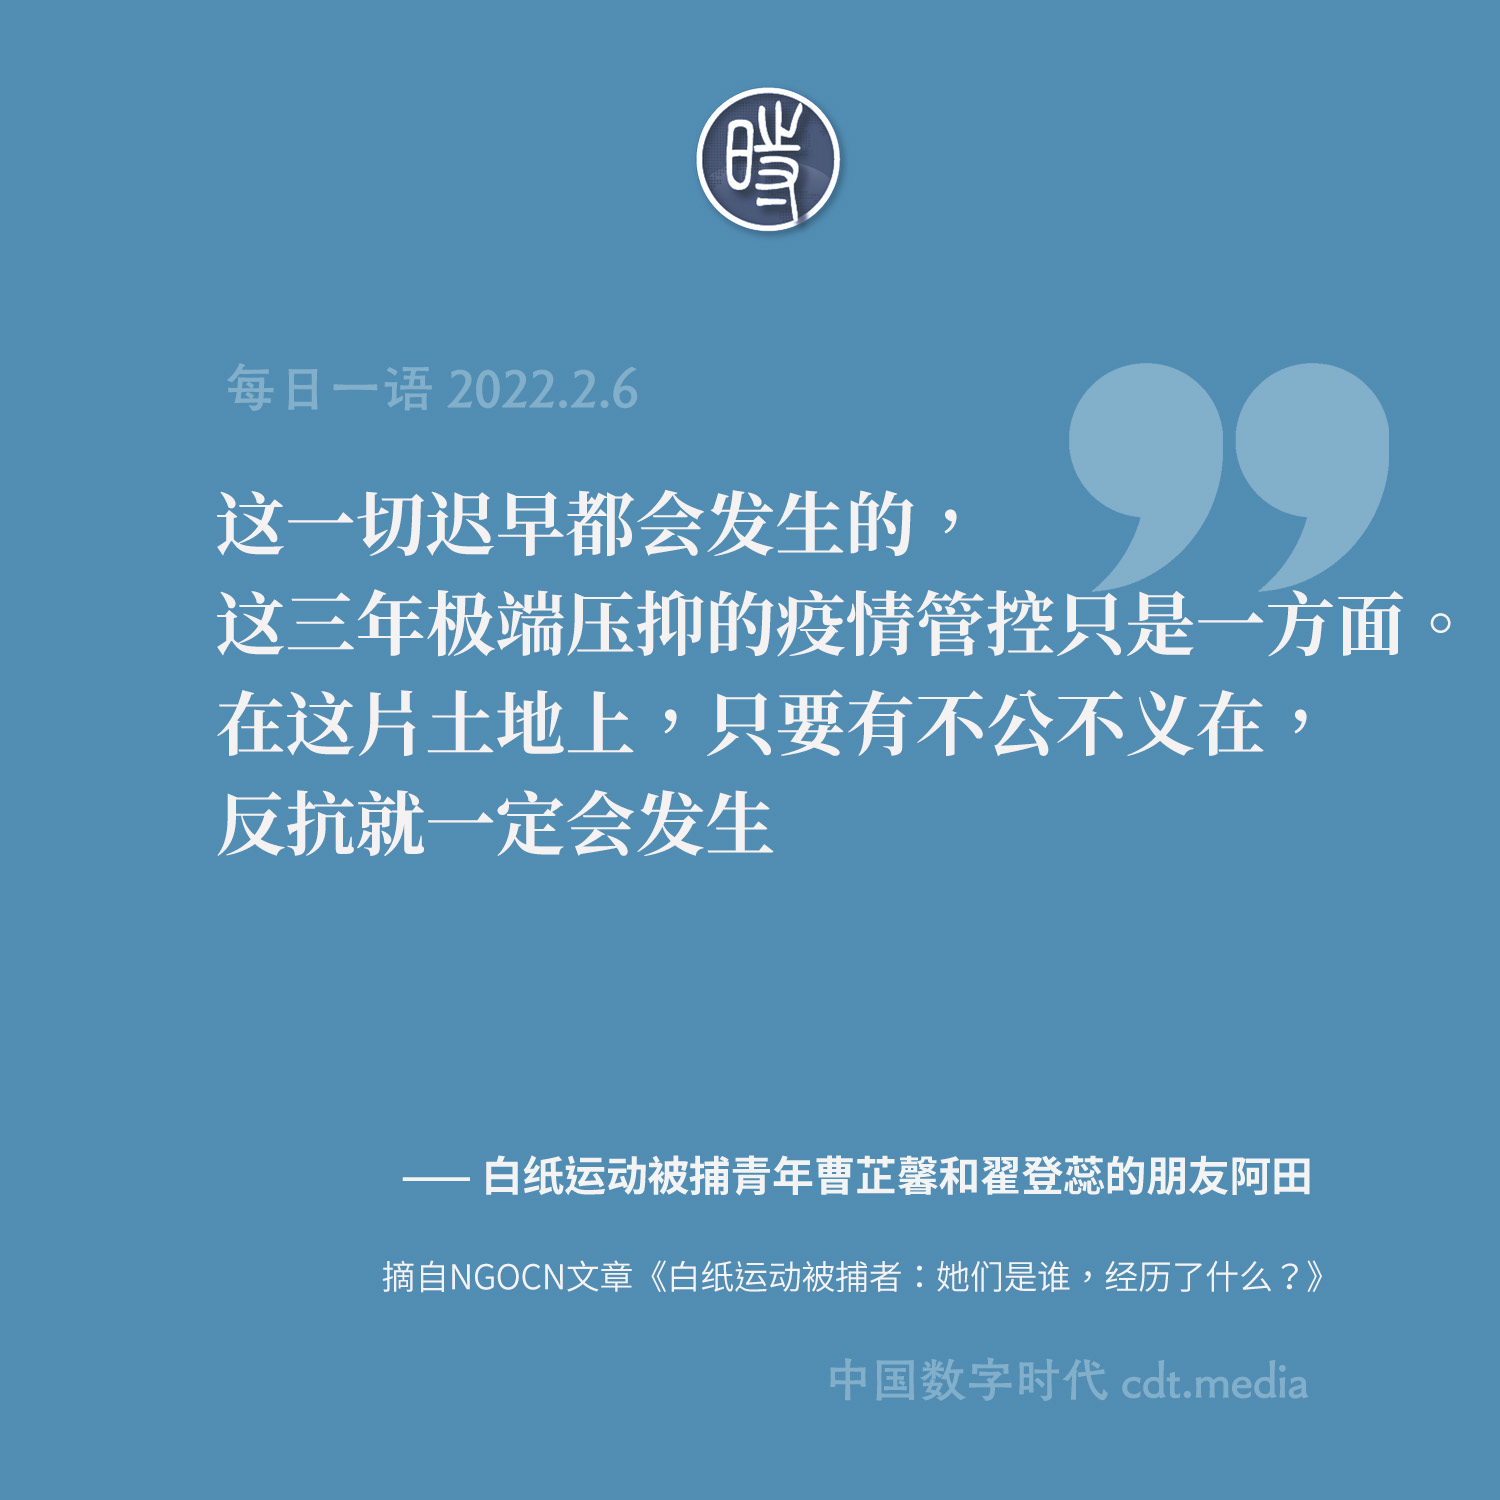 時
每日一语 2022.2.6
这一切迟早都会发生的，
这三年极端压抑的疫情管控只是一方面。
在这片土地上，只要有不公不义在，
反抗就一定会发生
—— 白纸运动被捕青年曹芷馨和翟登蕊的朋友阿田
摘自NGOCN文章《白纸运动被捕者：她们是谁，经历了什么？》
中国数字时代 cdt.media